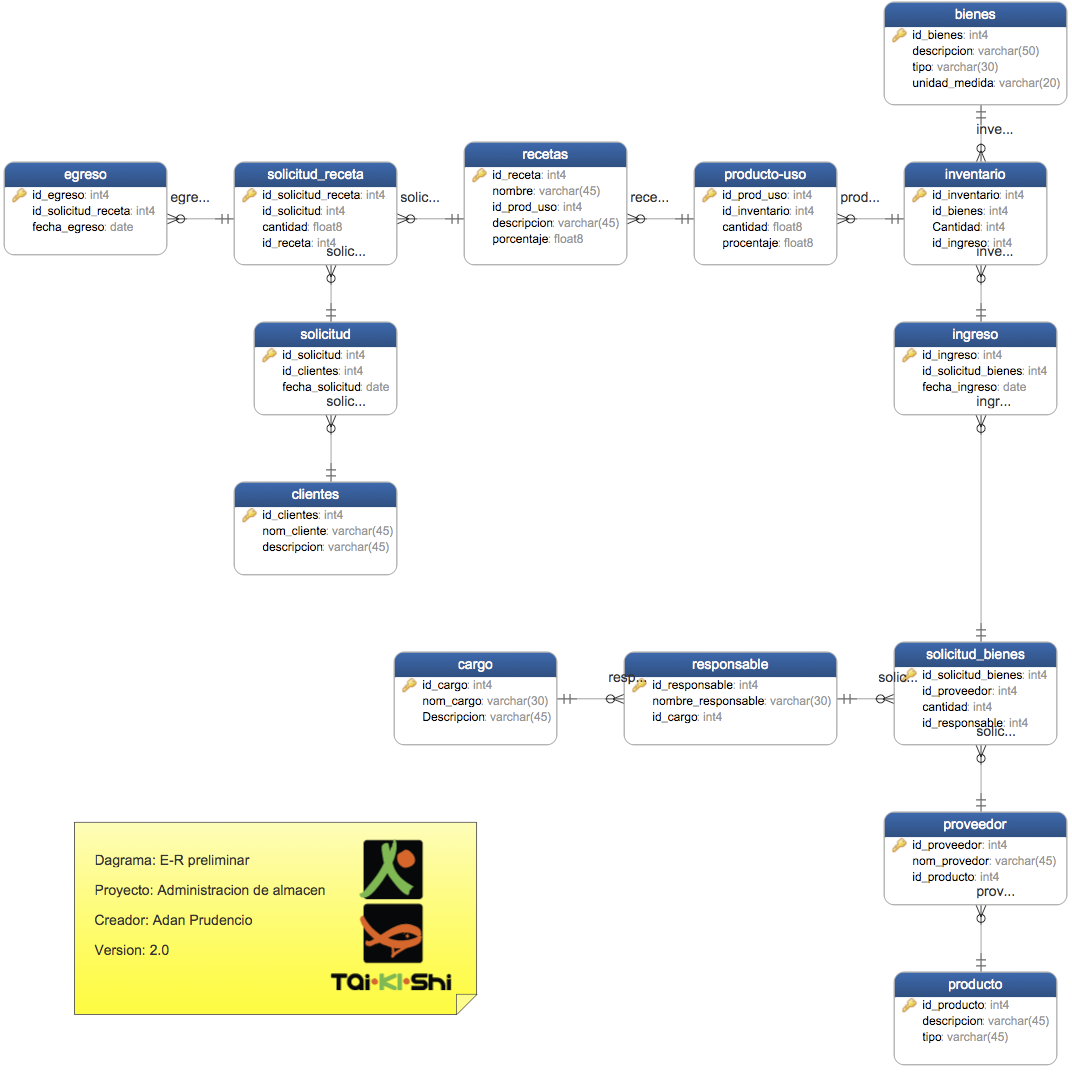 bienes
id_bienes: int4
descripcion: varchar(50)
tipo: varchar(30)
unidad_medida: varchar(20)
inve...
egreso
id_egreso: int4
id_solicitud_receta: int4
fecha_egreso: date
egre...
solicitud_receta
id_solicitud_receta: int4
id_solicitud: int4
cantidad: float8
id_receta: int4
solic...
solic...
recetas
id_receta: int4
nombre: varchar(45)
id_prod_uso: int4
descripcion: varchar(45)
porcentaje: float8
rece...
producto-uso
id_prod_uso: int4
id_inventario: int4
cantidad: float8
procentaje: float8
prod...
inventario
id_inventario: int4
id_bienes: int4
Cantidad: int4
id_ingreso: int4
inve...
solicitud
id_solicitud: int4
id_clientes: int4
fecha_solicitud: date
solic...
ingreso
id_ingreso: int4
id_solicitud_bienes: int4
fecha_ingreso: date
ingr...
clientes
id_clientes: int4
nom_cliente: varchar(45)
descripcion: varchar(45)
cargo
id_cargo: int4
nom_cargo: varchar(30)
Descripcion: varchar(45)
resp...
responsable
id_responsable: int4
nombre_responsable: varchar(30)
id_cargo: int4
solic...
solicitud_bienes
id_solicitud_bienes: int4
id_proveedor: int4
cantidad: int4
id_responsable: int4
solic...
proveedor
id_proveedor: int4
nom_provedor: varchar(45)
id_producto: int4
prov...
producto
id_producto: int4
descripcion: varchar(45)
tipo: varchar(45)
Dagrama: E-R preliminar
Proyecto: Administracion de almacen
Creador: Adan Prudencio
Version: 2.0
TQi•KI•Shi